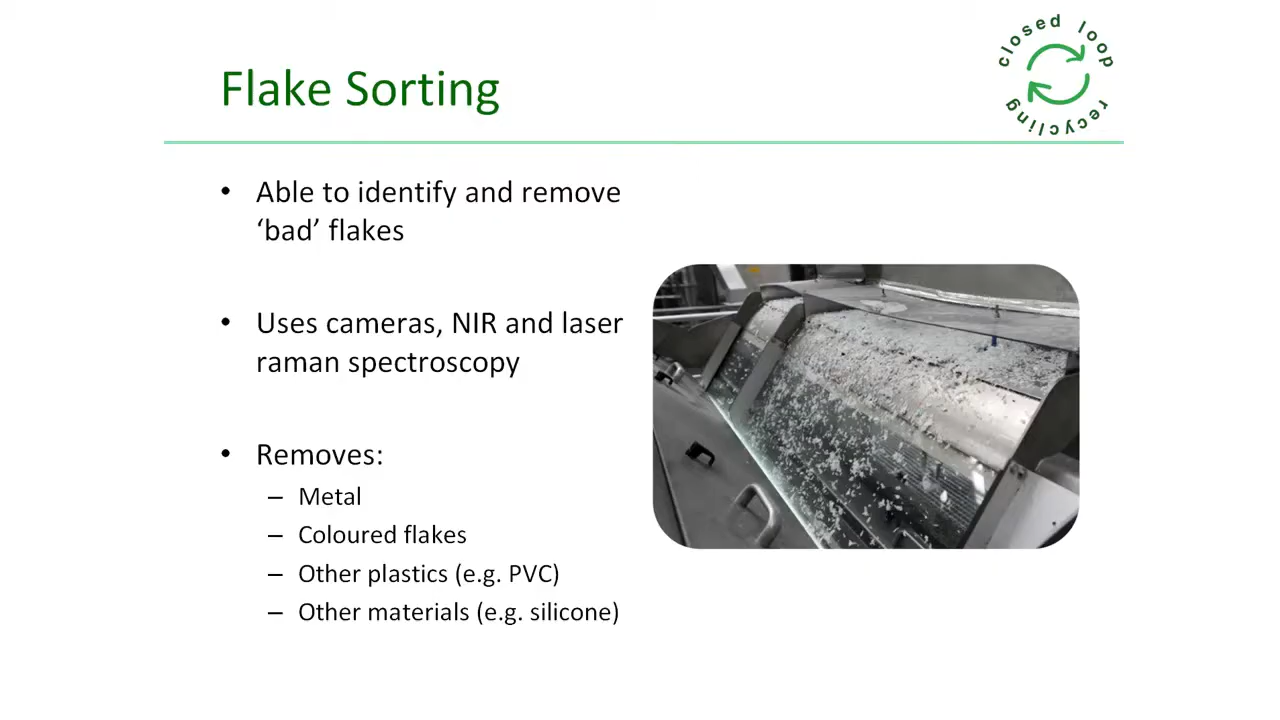 closed loop
recycling
Flake Sorting
• Able to identify and remove
‘bad’ flakes
• Uses cameras, NIR and laser
raman spectroscopy
• Removes:
– Metal
– Coloured flakes
– Other plastics (e.g. PVC)
– Other materials (e.g. silicone)